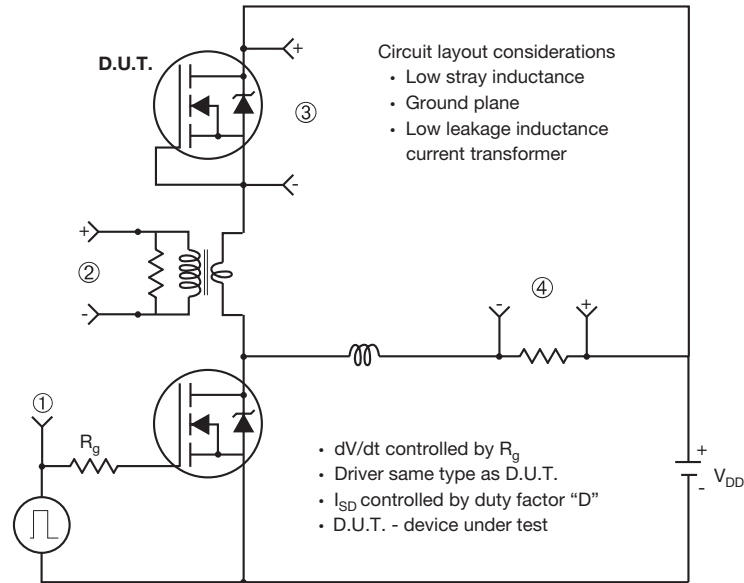 D.U.T.
+
Circuit layout considerations
• Low stray inductance
• Ground plane
• Low leakage inductance
current transformer
③
-
+
②
-
-
④
+
①
R_g
• dV/dt controlled by R_g
• Driver same type as D.U.T.
• I_SD controlled by duty factor “D”
• D.U.T. - device under test
+
-
V_DD